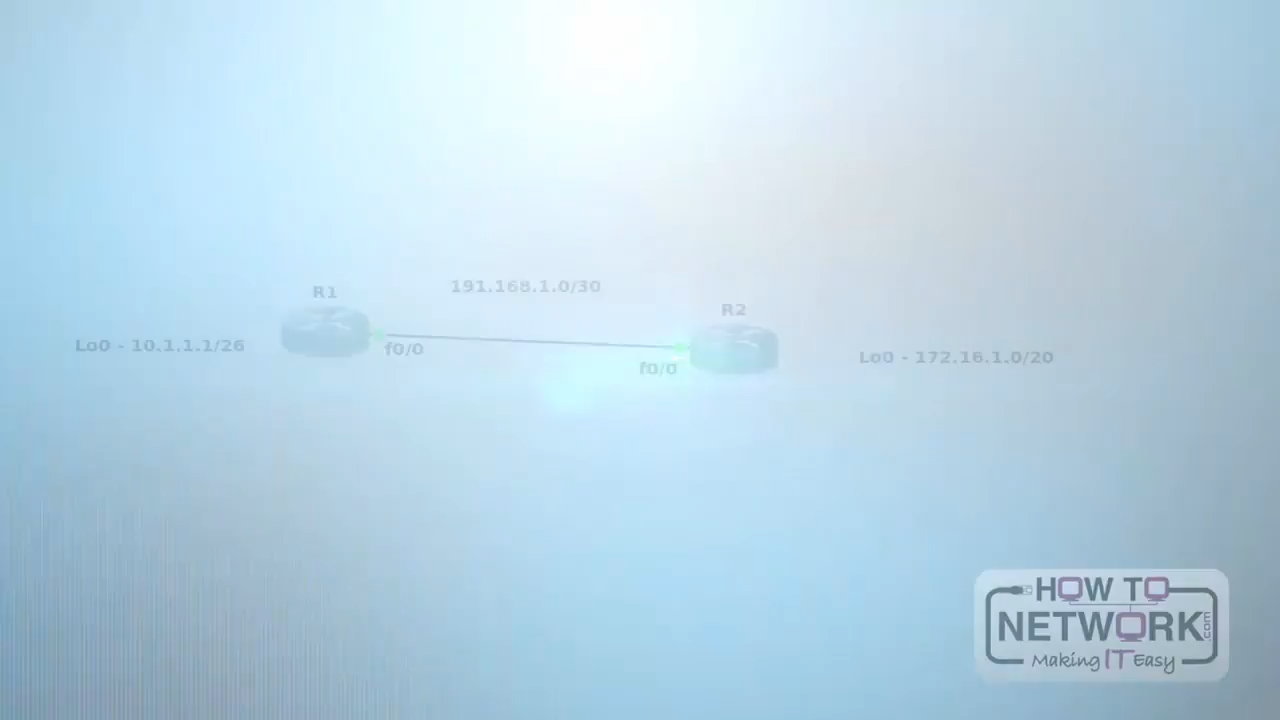 R1
191.168.1.0/30
R2
Lo0 - 10.1.1.1/26
f0/0
f0/0
Lo0 - 172.16.1.0/20
HOW TO
NETWORK.com
Making IT Easy